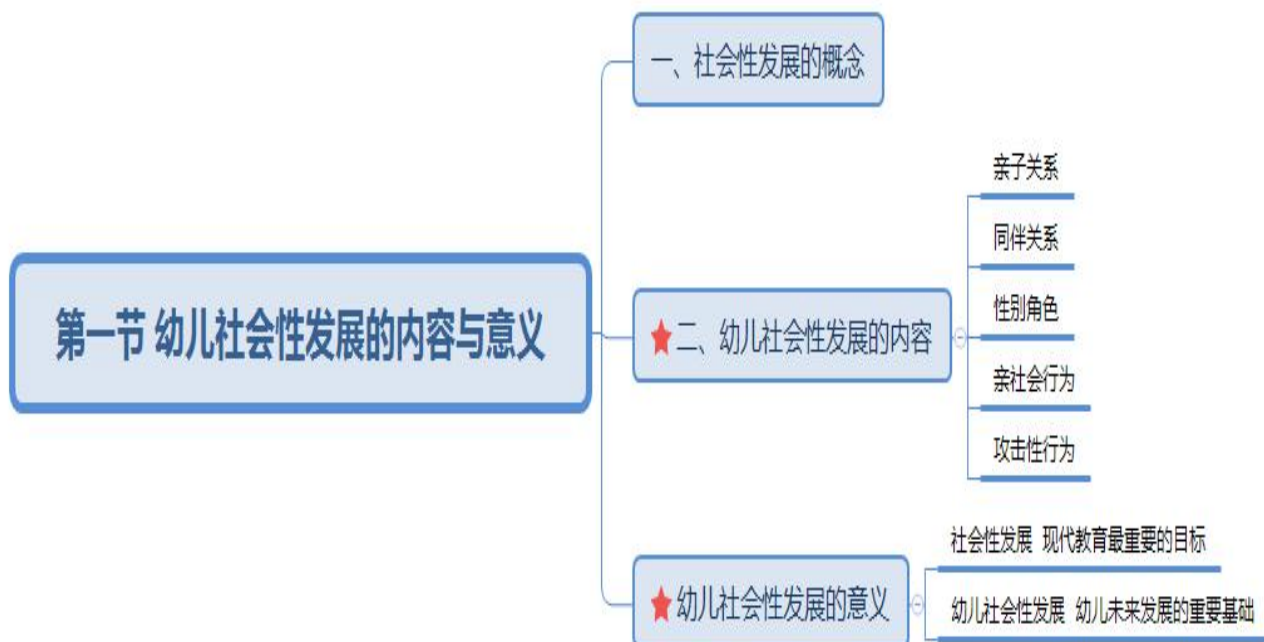 第一节 幼儿社会性发展的内容与意义
一、社会性发展的概念
二、幼儿社会性发展的内容
亲子关系
同伴关系
性别角色
亲社会行为
攻击性行为
幼儿社会性发展的意义
社会性发展 现代教育最重要的目标
幼儿社会性发展 幼儿未来发展的重要基础